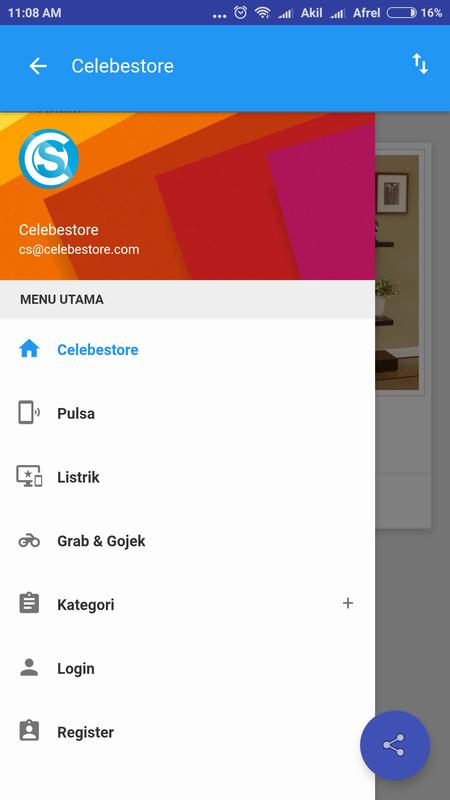 11:08 AM ... Akil Afrel 16%
Celebestore
Celebestore
cs@celebestore.com
MENU UTAMA
Celebestore
Pulsa
Listrik
Grab & Gojek
Kategori +
Login
Register